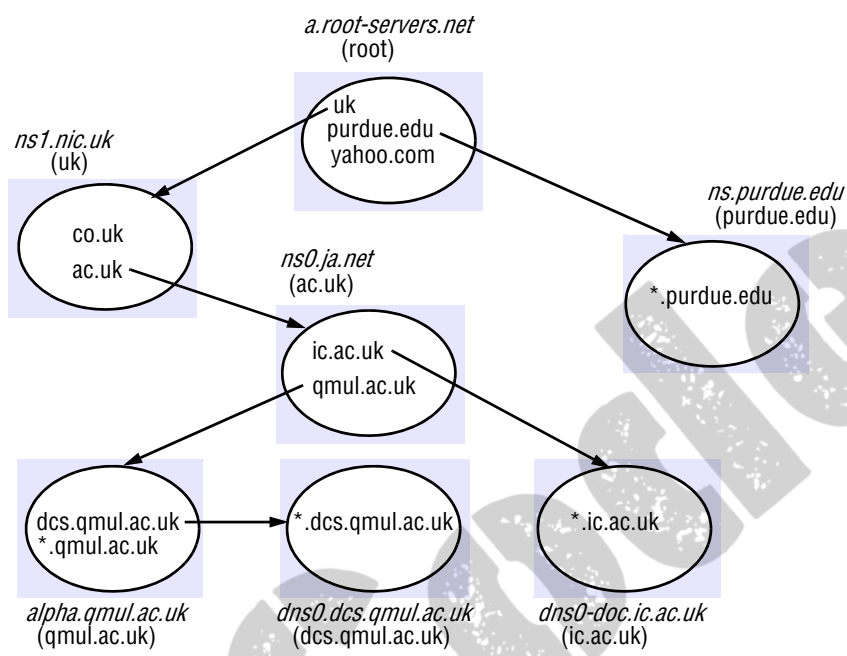 a.root-servers.net
(root)
uk
purdue.edu
yahoo.com
ns1.nic.uk
(uk)
co.uk
ac.uk
ns.purdue.edu
(purdue.edu)
*.purdue.edu
ns0.ja.net
(ac.uk)
ic.ac.uk
qmul.ac.uk
dcs.qmul.ac.uk
*.qmul.ac.uk
*.dcs.qmul.ac.uk
*.ic.ac.uk
alpha.qmul.ac.uk
(qmul.ac.uk)
dns0.dcs.qmul.ac.uk
(dcs.qmul.ac.uk)
dns0-doc.ic.ac.uk
(ic.ac.uk)